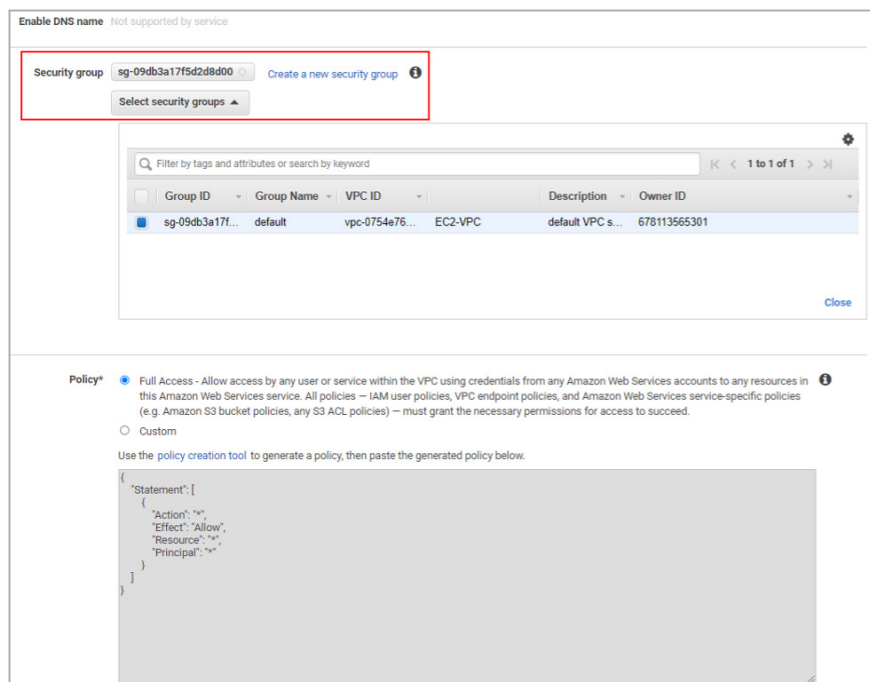 Enable DNS name Not supported by service
Security group sg-09db3a17f5d2d8d00 Create a new security group
Select security groups
Filter by tags and attributes or search by keyword 1 to 1 of 1
Group ID Group Name VPC ID Description Owner ID
sg-09db3a17f... default vpc-0754e76... EC2-VPC default VPC s... 678113565301
Close
Policy* Full Access - Allow access by any user or service within the VPC using credentials from any Amazon Web Services accounts to any resources in
this Amazon Web Services service. All policies — IAM user policies, VPC endpoint policies, and Amazon Web Services service-specific policies
(e.g. Amazon S3 bucket policies, any S3 ACL policies) — must grant the necessary permissions for access to succeed.
Custom
Use the policy creation tool to generate a policy, then paste the generated policy below.
{
"Statement": [
{
"Action": "*",
"Effect": "Allow",
"Resource": "*",
"Principal": "*"
}
]
}